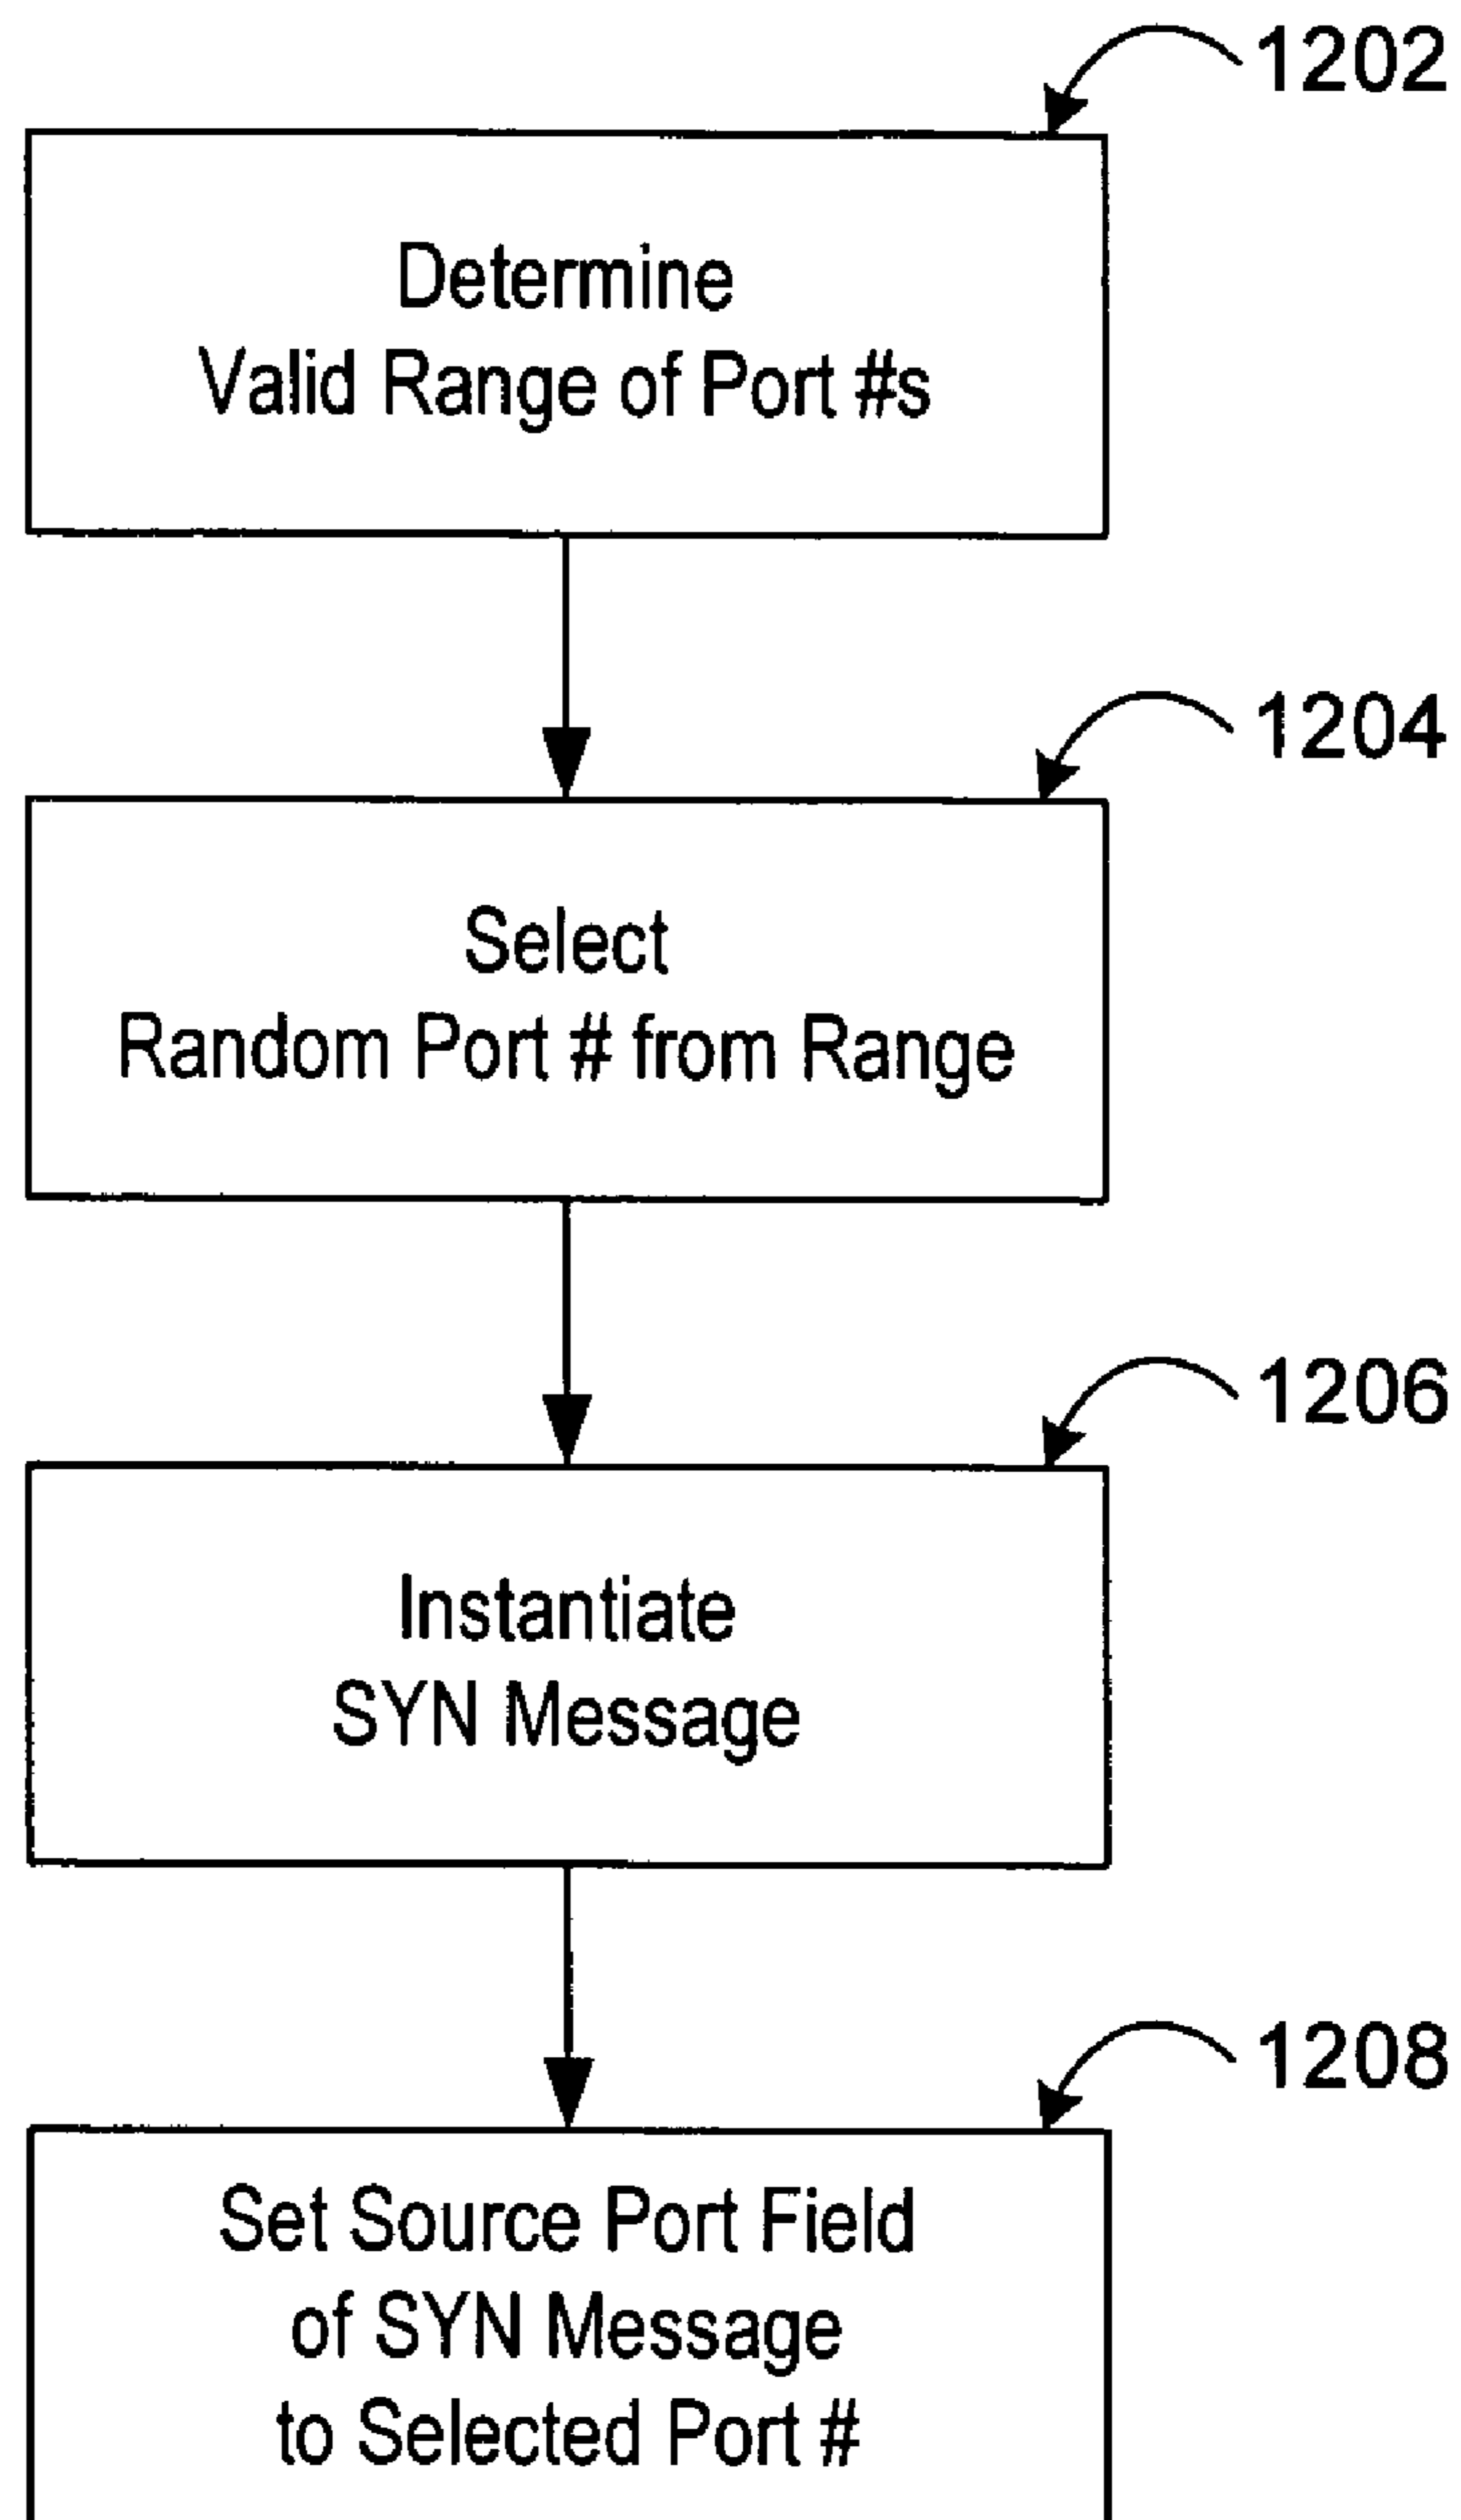 1202
Determine
Valid Range of Port #s
1204
Select
Random Port # from Range
1206
Instantiate
SYN Message
1208
Set Source Port Field
of SYN Message
to Selected Port #